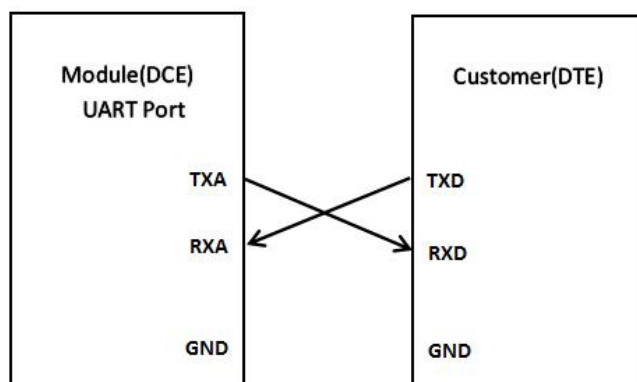 Module(DCE)
UART Port
Customer(DTE)
TXA
TXD
RXA
RXD
GND
GND